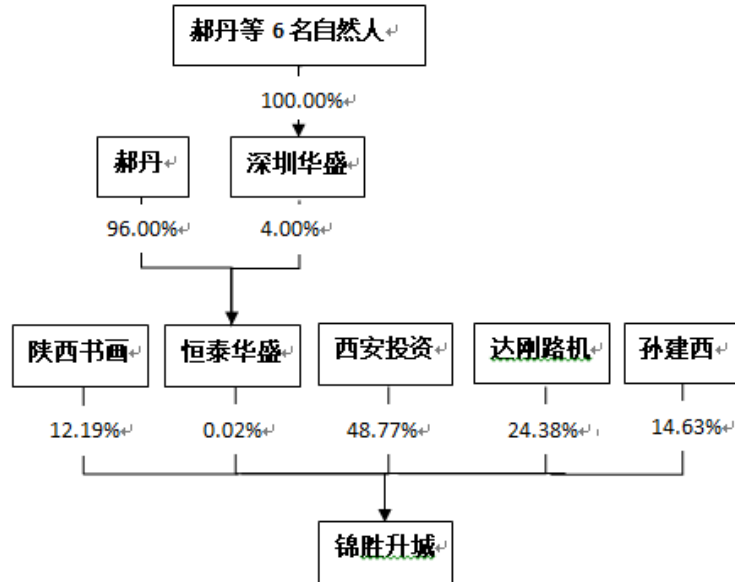 郝丹等 6 名自然人
100.00%
郝丹
深圳华盛
96.00%
4.00%
陕西书画
恒泰华盛
西安投资
达刚路机
孙建西
12.19%
0.02%
48.77%
24.38%
14.63%
锦胜升城